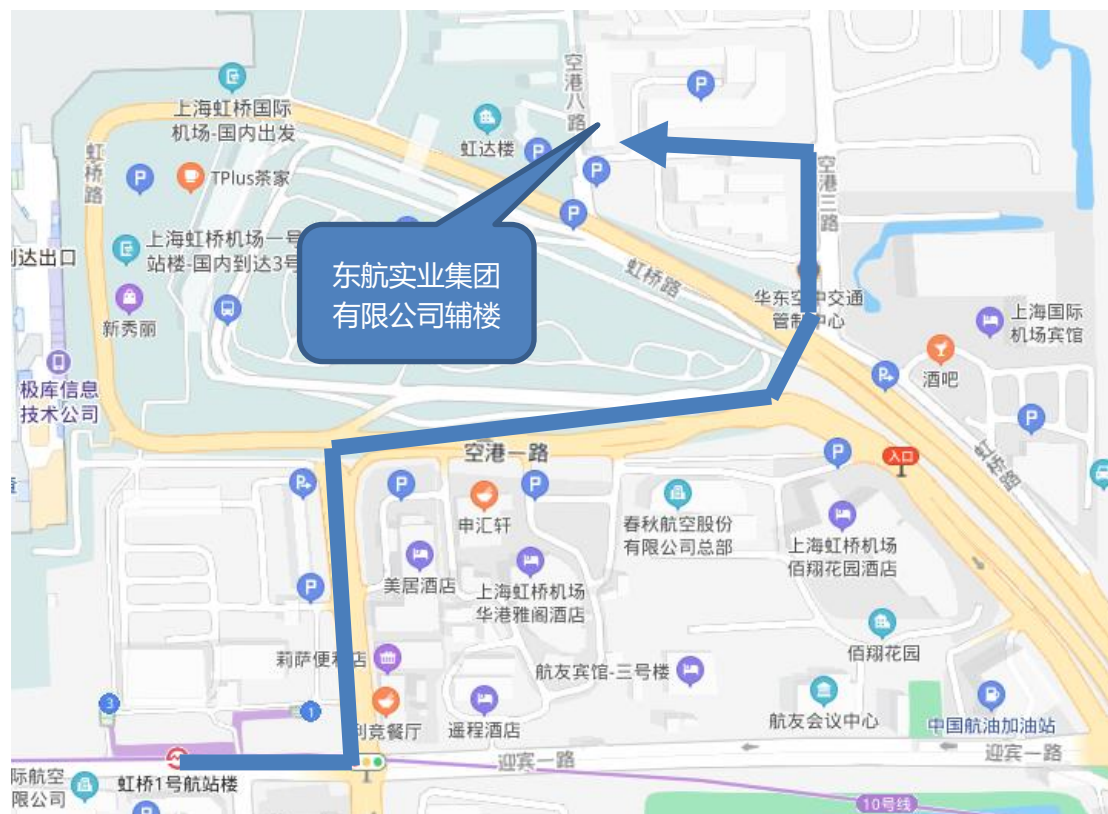 空港八路
上海虹桥国际
机场-国内出发
虹达楼
P
P
虹桥路
P
TPlus茶家
P
空港三路
P
上海虹桥机场一号
站楼-国内到达3号
达出口
东航实业集团
有限公司辅楼
虹桥路
华东空中交通
管制中心
上海国际
机场宾馆
新秀丽
酒吧
P
极库信息
技术公司
P
空港一路
P
入口
虹桥路
P
P
P
申汇轩
春秋航空股份
有限公司总部
上海虹桥机场
佰翔花园酒店
美居酒店
P
上海虹桥机场
华港雅阁酒店
佰翔花园
莉萨便利店
航友宾馆-三号楼
3
1
利竞餐厅
遥程酒店
航友会议中心
中国航油加油站
迎宾一路
迎宾一路
际航空
限公司
虹桥1号航站楼
10号线